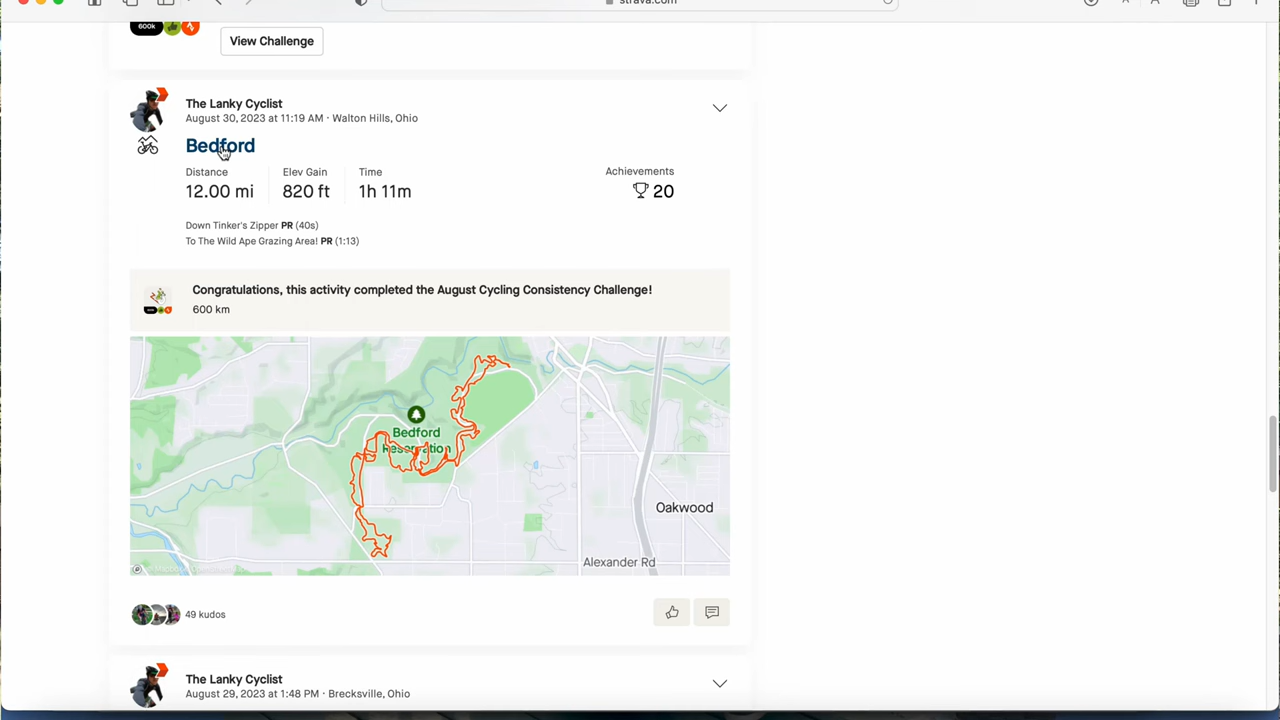 strava.com
600k
View Challenge
The Lanky Cyclist
August 30, 2023 at 11:19 AM · Walton Hills, Ohio
Bedford
Distance
Elev Gain
Time
Achievements
12.00 mi
820 ft
1h 11m
20
Down Tinker's Zipper PR (40s)
To The Wild Ape Grazing Area! PR (1:13)
Congratulations, this activity completed the August Cycling Consistency Challenge!
600 km
Bedford
Reservation
Oakwood
Alexander Rd
49 kudos
The Lanky Cyclist
August 29, 2023 at 1:48 PM · Brecksville, Ohio